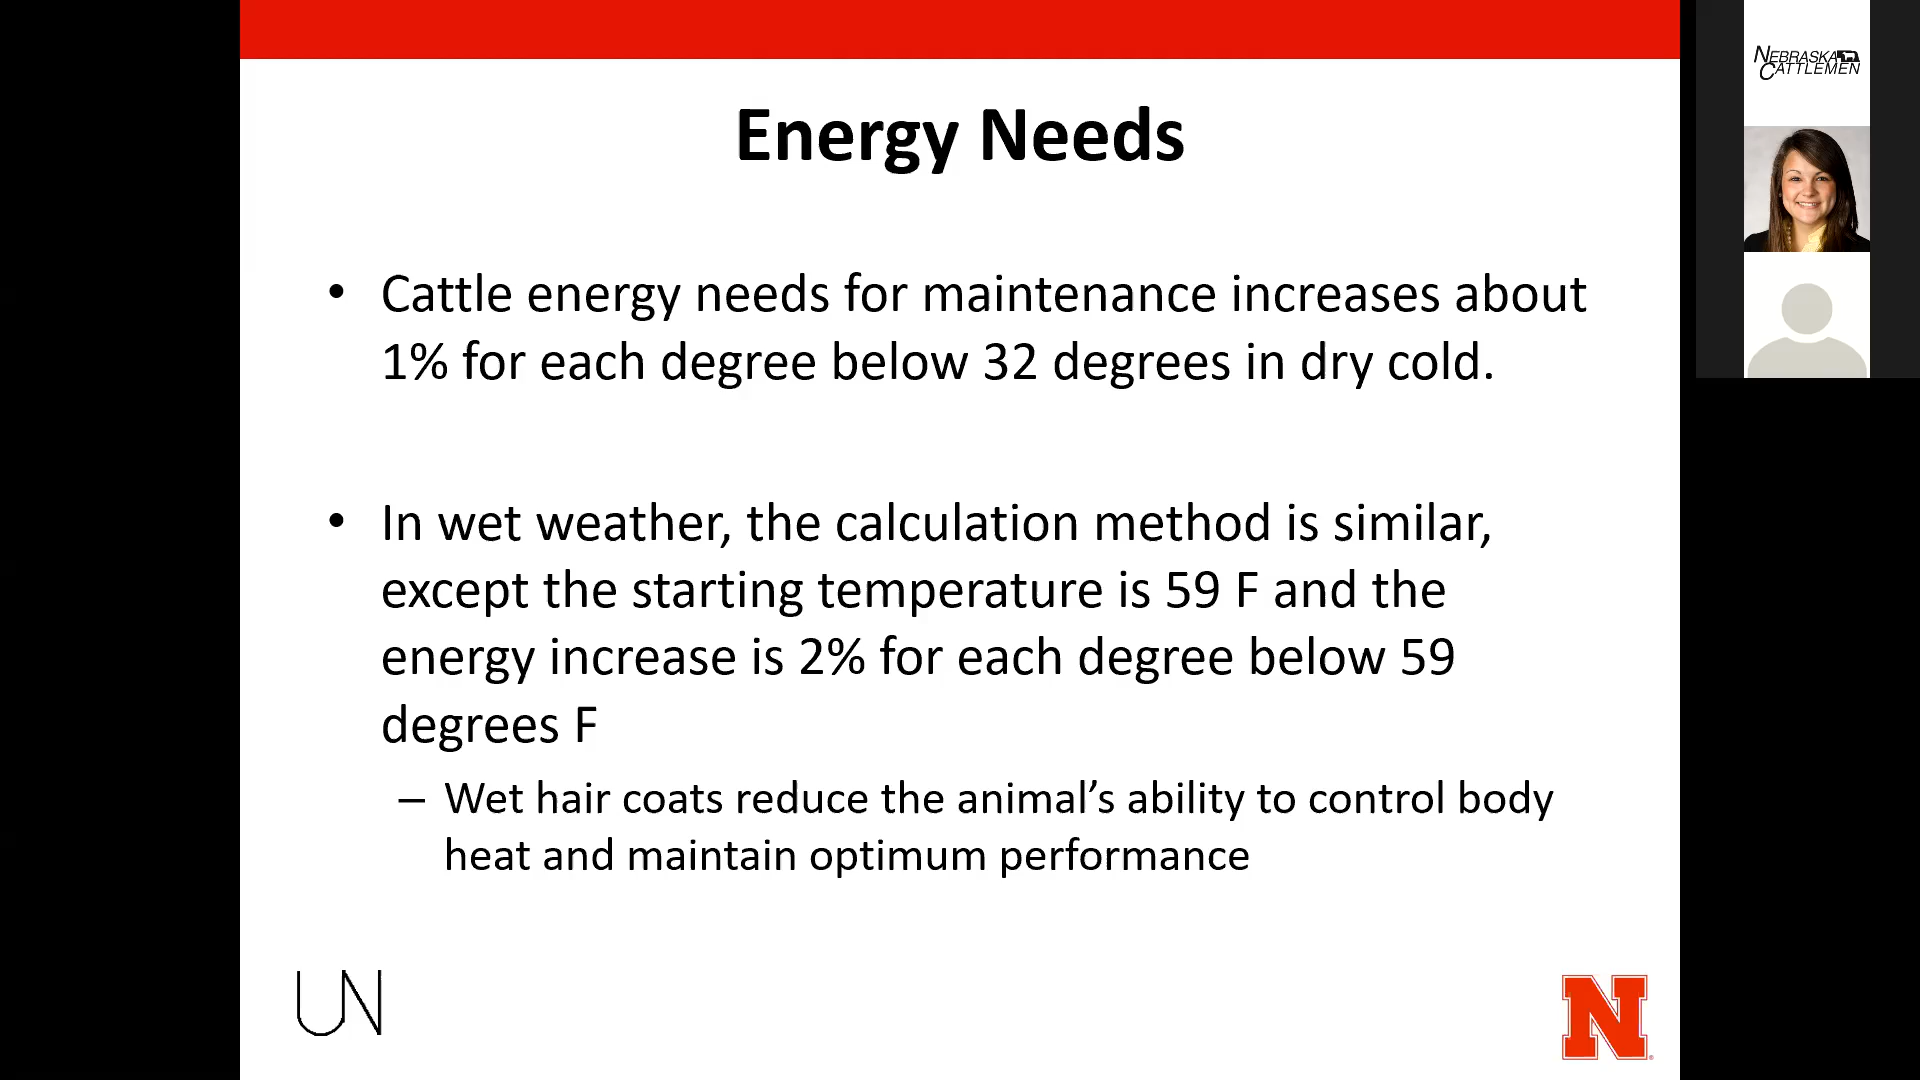 Energy Needs
• Cattle energy needs for maintenance increases about
1% for each degree below 32 degrees in dry cold.
• In wet weather, the calculation method is similar,
except the starting temperature is 59 F and the
energy increase is 2% for each degree below 59
degrees F
– Wet hair coats reduce the animal’s ability to control body
heat and maintain optimum performance
UN
N
NEBRASKA
CATTLEMEN